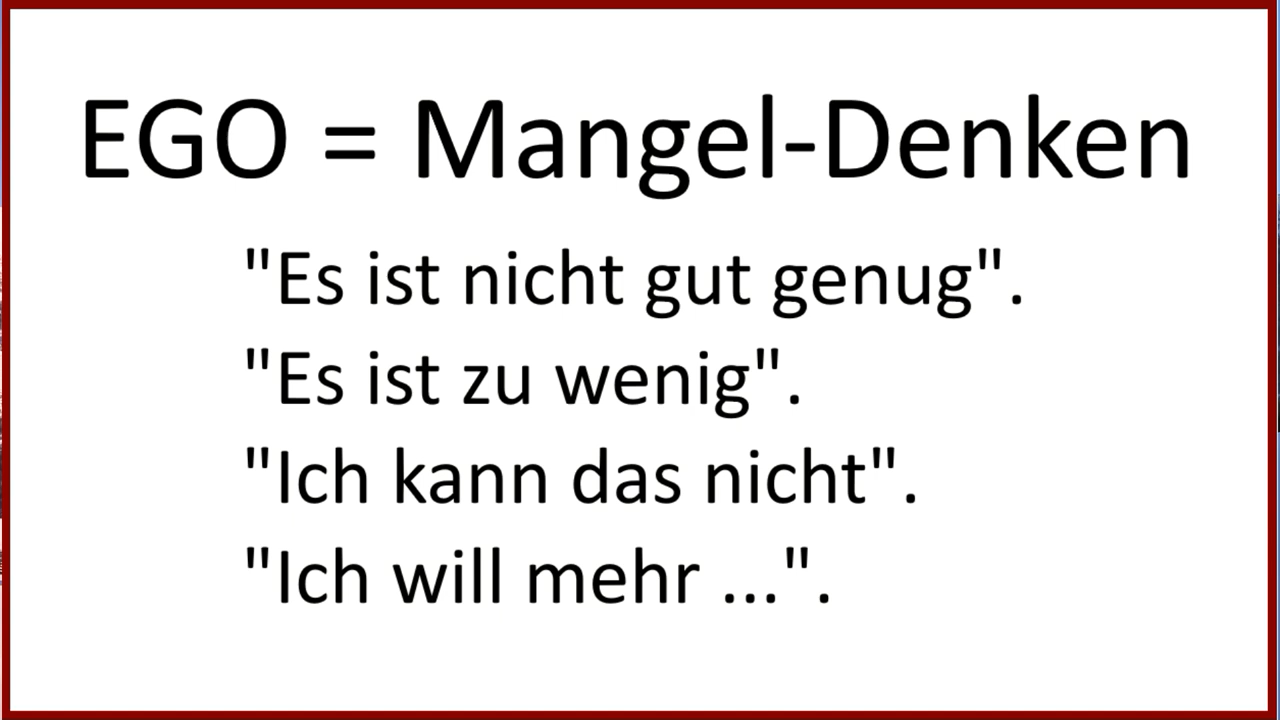 EGO = Mangel-Denken
"Es ist nicht gut genug".
"Es ist zu wenig".
"Ich kann das nicht".
"Ich will mehr ...".